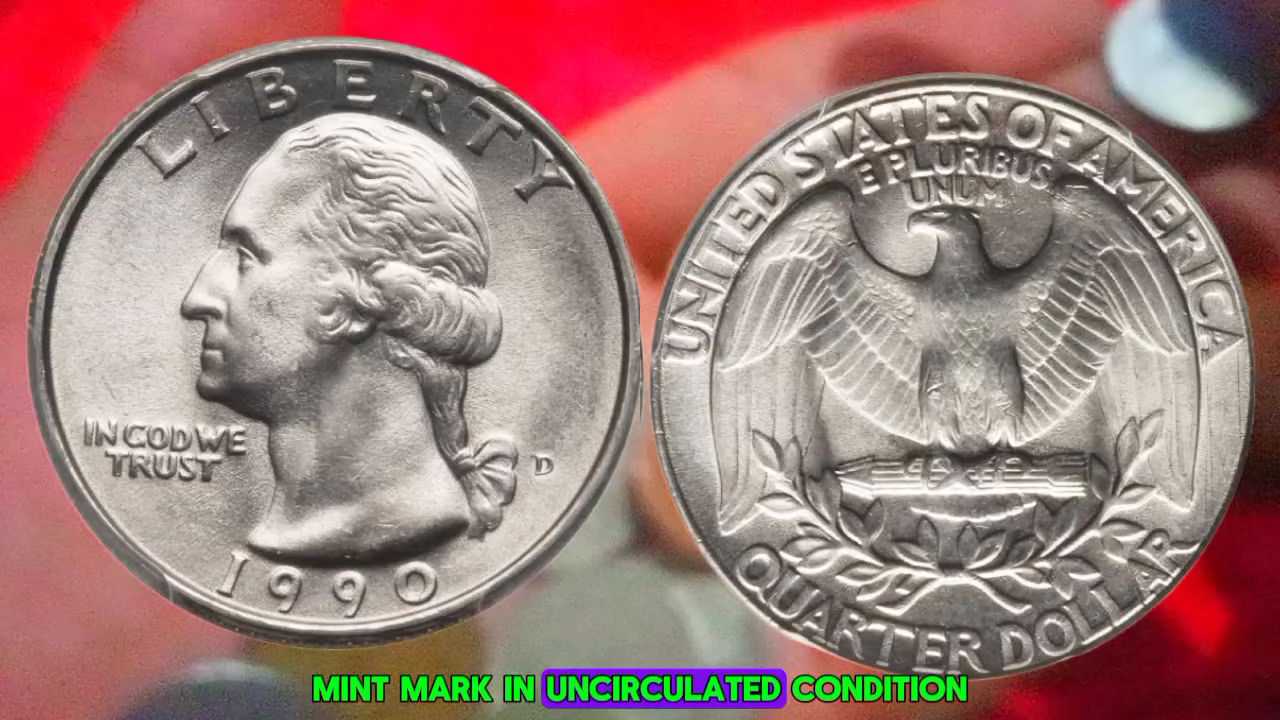 LIBERTY
IN GOD WE
TRUST
D
1990
UNITED STATES OF AMERICA
E PLURIBUS
UNUM
QUARTER DOLLAR
MINT MARK IN UNCIRCULATED CONDITION